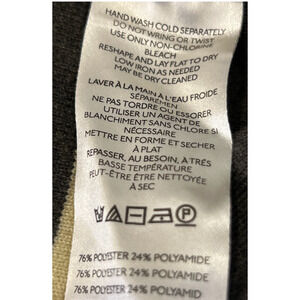 HAND WASH COLD SEPARATELY
DO NOT WRING OR TWIST
USE ONLY NON-CHLORINE
BLEACH
RESHAPE AND LAY FLAT TO DRY
LOW IRON AS NEEDED
MAY BE DRY CLEANED
LAVER À LA MAIN A L'EAU FROIDE
SÉPARÉMEN
NE PAS TORDRE OU ESSORER
UTILISER UN AGENT DE
BLANCHIMENT SANS CHLORE SI
NÉCESSAIRE
METTRE EN FORME ET SECHER
À PLAT
REPASSER, AU BESOIN, À TRÉS
BASSE TEMPÉRATURE
PEUT-ÊTRE ÊTRE NETTOYÉE
À SEC
P
76% POLYESTER 24% POLYAMIDE
76% POLYESTER 24% POLYAMIDE
76% POLYESTER 24% POLYAMID